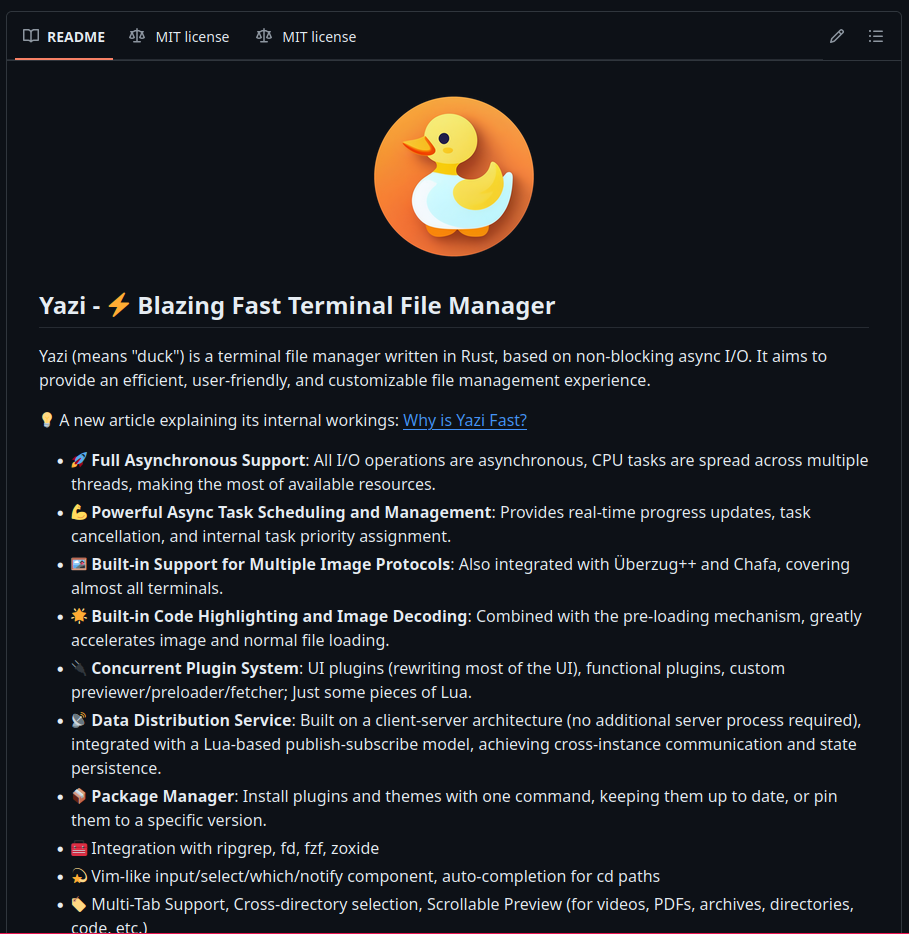 README MIT license MIT license
Yazi - ⚡ Blazing Fast Terminal File Manager
Yazi (means "duck") is a terminal file manager written in Rust, based on non-blocking async I/O. It aims to
provide an efficient, user-friendly, and customizable file management experience.
💡 A new article explaining its internal workings: Why is Yazi Fast?
• 🚀 Full Asynchronous Support: All I/O operations are asynchronous, CPU tasks are spread across multiple
threads, making the most of available resources.
• 💪 Powerful Async Task Scheduling and Management: Provides real-time progress updates, task
cancellation, and internal task priority assignment.
• 🖼️ Built-in Support for Multiple Image Protocols: Also integrated with Überzug++ and Chafa, covering
almost all terminals.
• 🌟 Built-in Code Highlighting and Image Decoding: Combined with the pre-loading mechanism, greatly
accelerates image and normal file loading.
• 🔌 Concurrent Plugin System: UI plugins (rewriting most of the UI), functional plugins, custom
previewer/preloader/fetcher; Just some pieces of Lua.
• 📡 Data Distribution Service: Built on a client-server architecture (no additional server process required),
integrated with a Lua-based publish-subscribe model, achieving cross-instance communication and state
persistence.
• 📦 Package Manager: Install plugins and themes with one command, keeping them up to date, or pin
them to a specific version.
• 🧰 Integration with ripgrep, fd, fzf, zoxide
• 💫 Vim-like input/select/which/notify component, auto-completion for cd paths
• 🏷️ Multi-Tab Support, Cross-directory selection, Scrollable Preview (for videos, PDFs, archives, directories,
code, etc.)